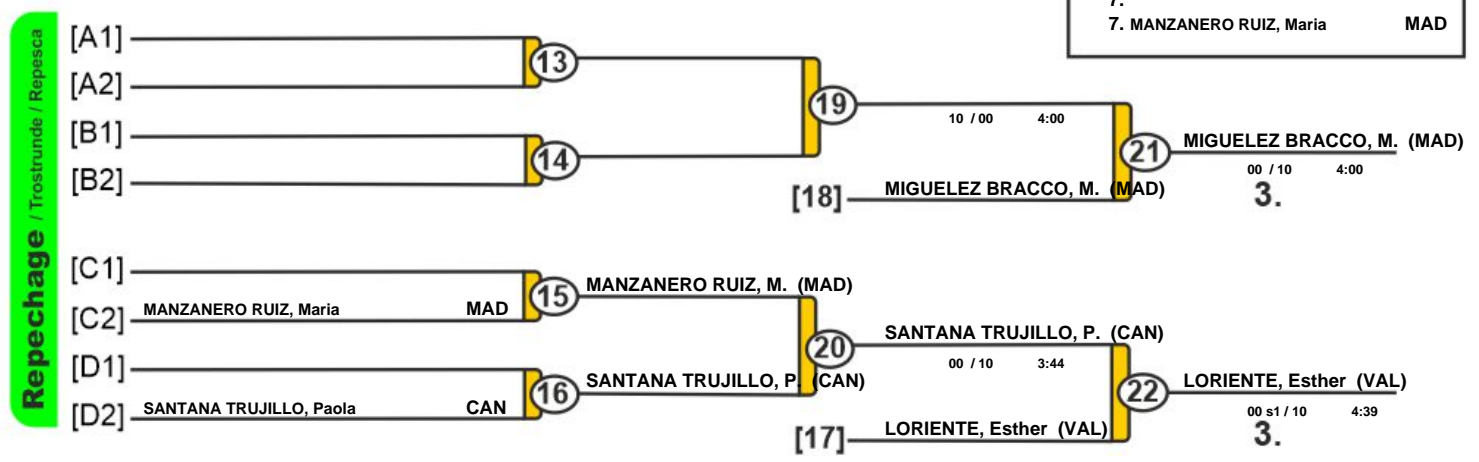 7.
7. MANZANERO RUIZ, Maria MAD
Repechage / Trostrunde / Repesca
[A1]
13
[A2]
19
10 / 00 4:00
[B1]
14
21
MIGUELEZ BRACCO, M. (MAD)
00 / 10 4:00
3.
[B2]
[18]
MIGUELEZ BRACCO, M. (MAD)
[C1]
15
MANZANERO RUIZ, M. (MAD)
[C2] MANZANERO RUIZ, Maria MAD
20
SANTANA TRUJILLO, P. (CAN)
00 / 10 3:44
[D1]
16
SANTANA TRUJILLO, P. (CAN)
22
LORIENTE, Esther (VAL)
00 s1 / 10 4:39
3.
[D2] SANTANA TRUJILLO, Paola CAN
[17]
LORIENTE, Esther (VAL)